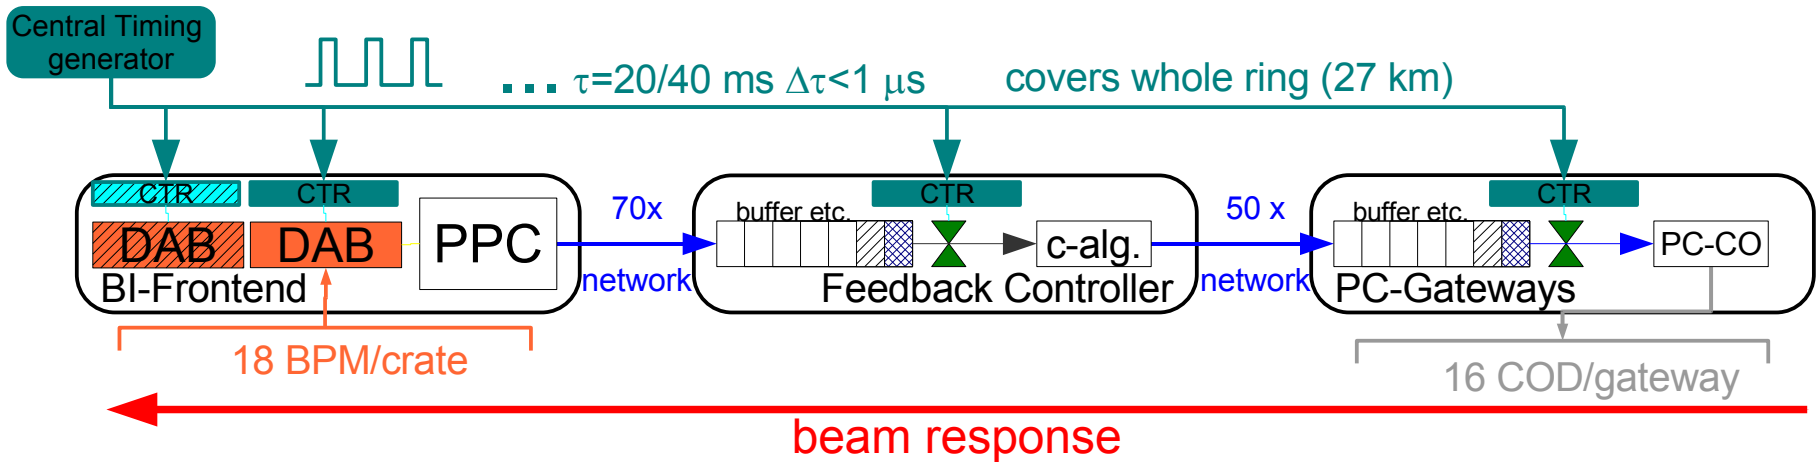 Central Timing
generator
... τ=20/40 ms Δτ<1 μs
covers whole ring (27 km)
CTR
CTR
CTR
CTR
DAB
DAB
PPC
BI-Frontend
70x
network
buffer etc.
c-alg.
Feedback Controller
50 x
network
buffer etc.
PC-CO
PC-Gateways
18 BPM/crate
16 COD/gateway
beam response